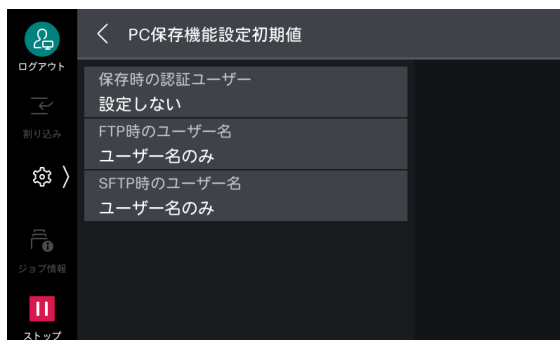 PC保存機能設定初期値
ログアウト
保存時の認証ユーザー
設定しない
割り込み
FTP時のユーザー名
ユーザー名のみ
SFTP時のユーザー名
ユーザー名のみ
ジョブ情報
ストップ